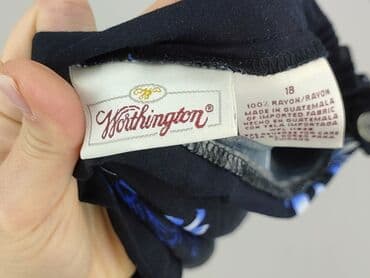 Worthington®
18
100% RAYON/RAYON
MADE IN GUATEMALA
OF IMPORTED FABRIC
HECHO EN GUATEMALA